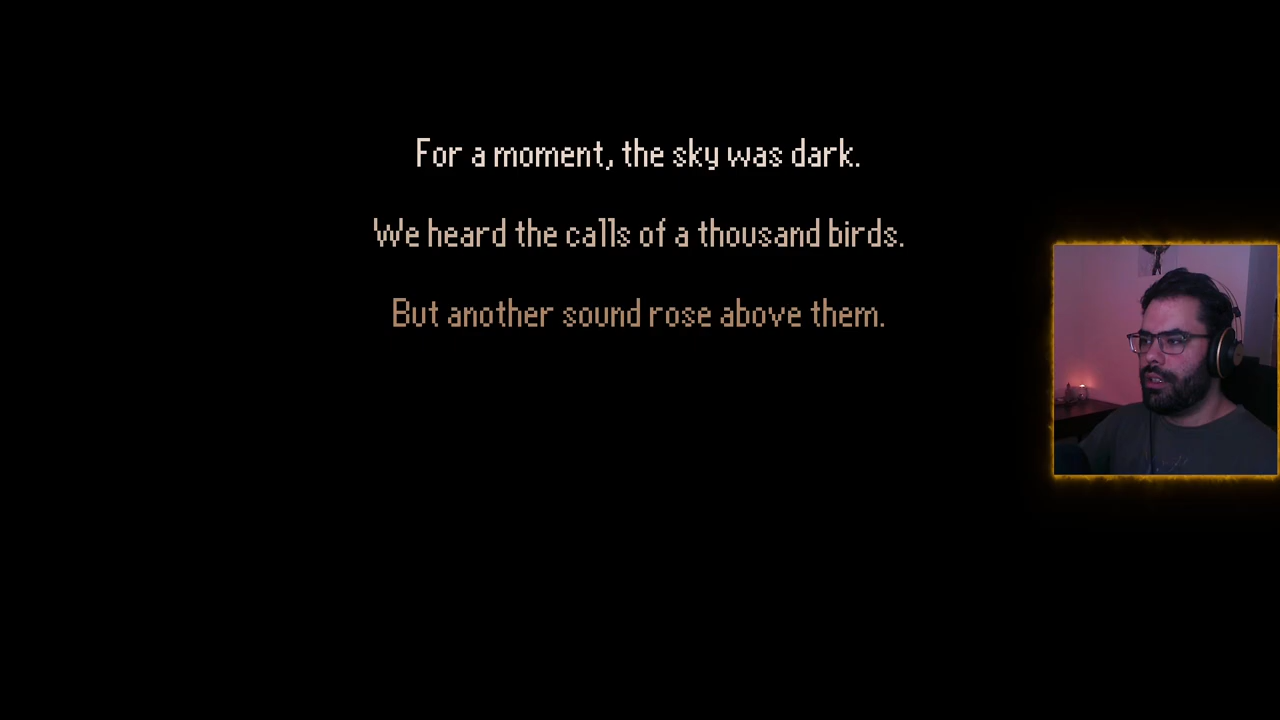 For a moment, the sky was dark.
We heard the calls of a thousand birds.
But another sound rose above them.